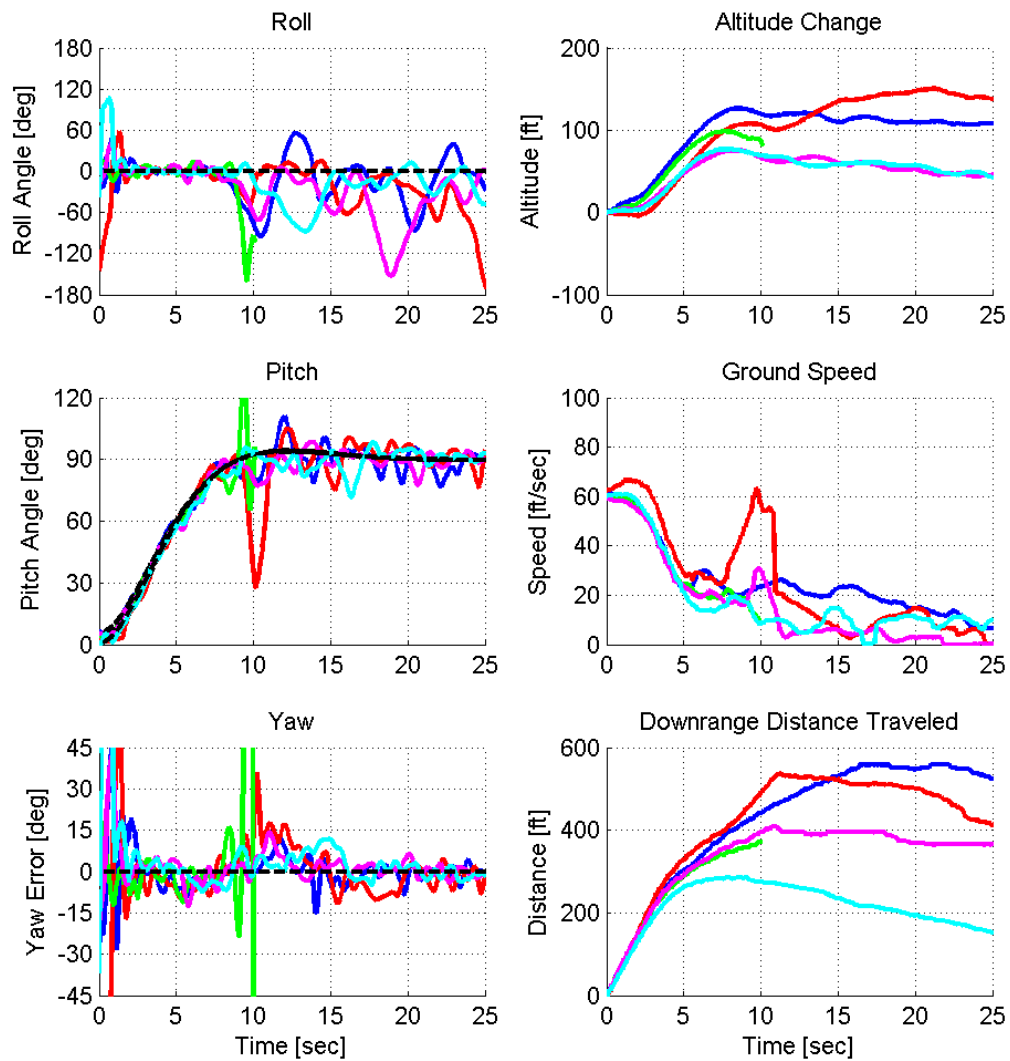 Roll
Roll Angle [deg]
180
120
60
0
-60
-120
-180
0 5 10 15 20 25
Altitude Change
Altitude [ft]
200
100
0
-100
0 5 10 15 20 25
Pitch
Pitch Angle [deg]
120
90
60
30
0
0 5 10 15 20 25
Ground Speed
Speed [ft/sec]
100
80
60
40
20
0
0 5 10 15 20 25
Yaw
Yaw Error [deg]
45
30
15
0
-15
-30
-45
0 5 10 15 20 25
Time [sec]
Downrange Distance Traveled
Distance [ft]
600
400
200
0
0 5 10 15 20 25
Time [sec]